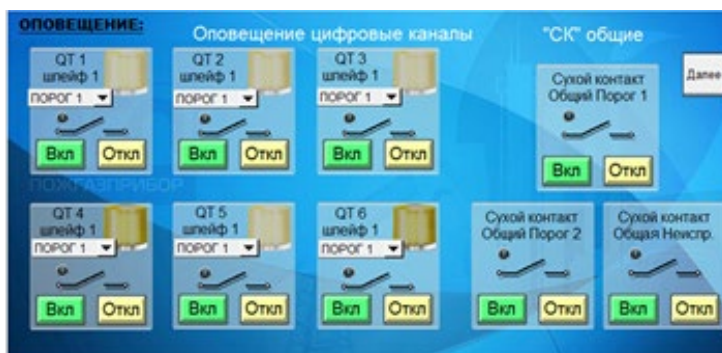 ОПОВЕЩЕНИЕ:
Оповещение цифровые каналы
"СК" общие
QT 1
шлейф 1
ПОРОГ 1
Вкл Откл
QT 2
шлейф 1
ПОРОГ 1
Вкл Откл
QT 3
шлейф 1
ПОРОГ 1
Вкл Откл
Сухой контакт
Общий Порог 1
Вкл Откл
Далее
ПОЖГАЗПРИБОР
QT 4
шлейф 1
ПОРОГ 1
Вкл Откл
QT 5
шлейф 1
ПОРОГ 1
Вкл Откл
QT 6
шлейф 1
ПОРОГ 1
Вкл Откл
Сухой контакт
Общий Порог 2
Вкл Откл
Сухой контакт
Общая Неиспр.
Вкл Откл